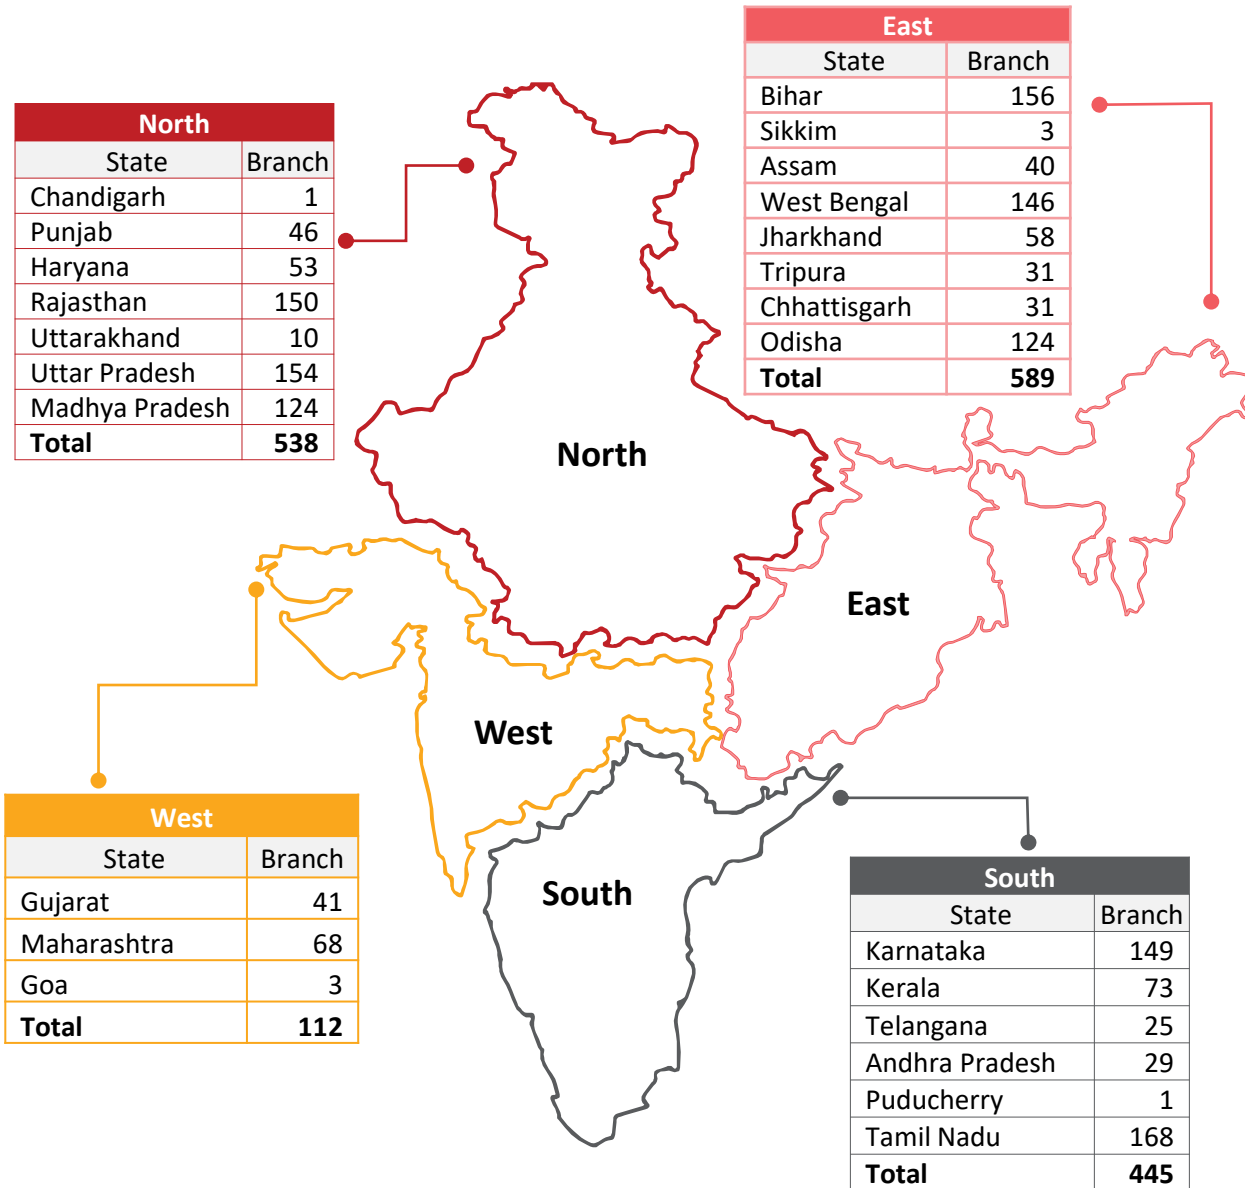 East
State Branch
Bihar 156
Sikkim 3
Assam 40
West Bengal 146
Jharkhand 58
Tripura 31
Chhattisgarh 31
Odisha 124
Total 589
North
State Branch
Chandigarh 1
Punjab 46
Haryana 53
Rajasthan 150
Uttarakhand 10
Uttar Pradesh 154
Madhya Pradesh 124
Total 538
North
East
West
South
West
State Branch
Gujarat 41
Maharashtra 68
Goa 3
Total 112
South
State Branch
Karnataka 149
Kerala 73
Telangana 25
Andhra Pradesh 29
Puducherry 1
Tamil Nadu 168
Total 445